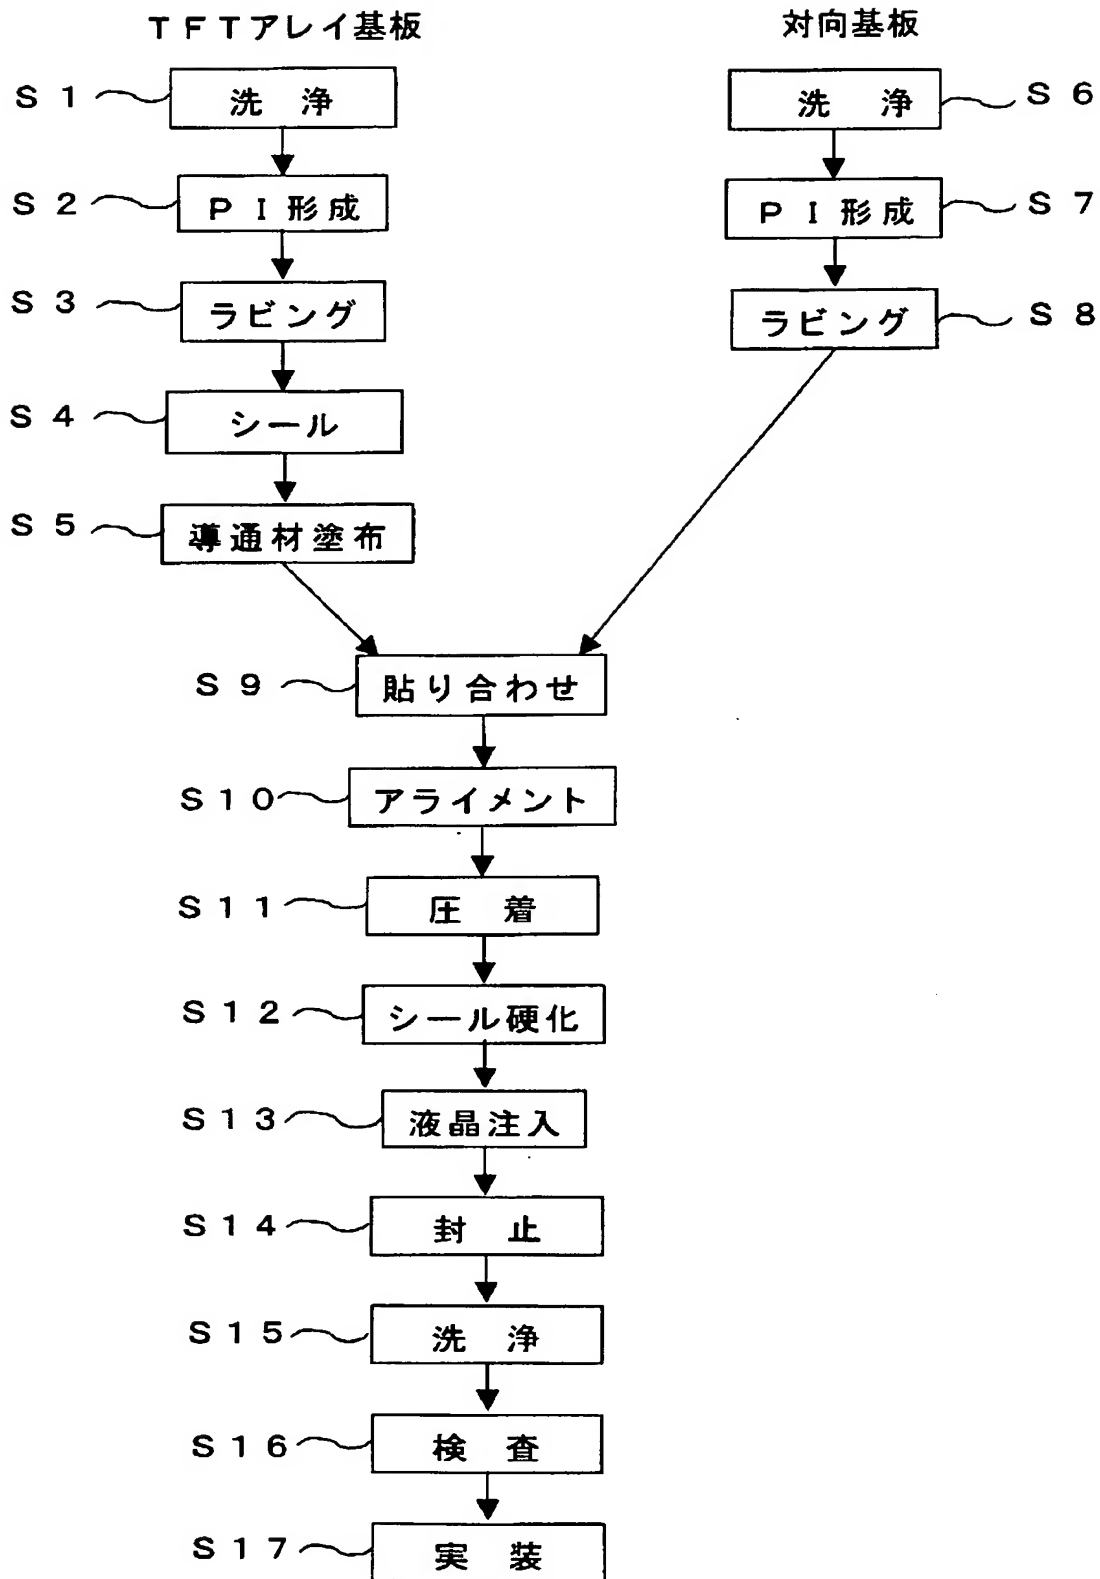 TFTアレイ基板
対向基板
S1 洗浄
S6 洗浄
S2 PI形成
S7 PI形成
S3 ラビング
S8 ラビング
S4 シール
S5 導通材塗布
S9 貼り合わせ
S10 アライメント
S11 圧着
S12 シール硬化
S13 液晶注入
S14 封止
S15 洗浄
S16 検査
S17 実装